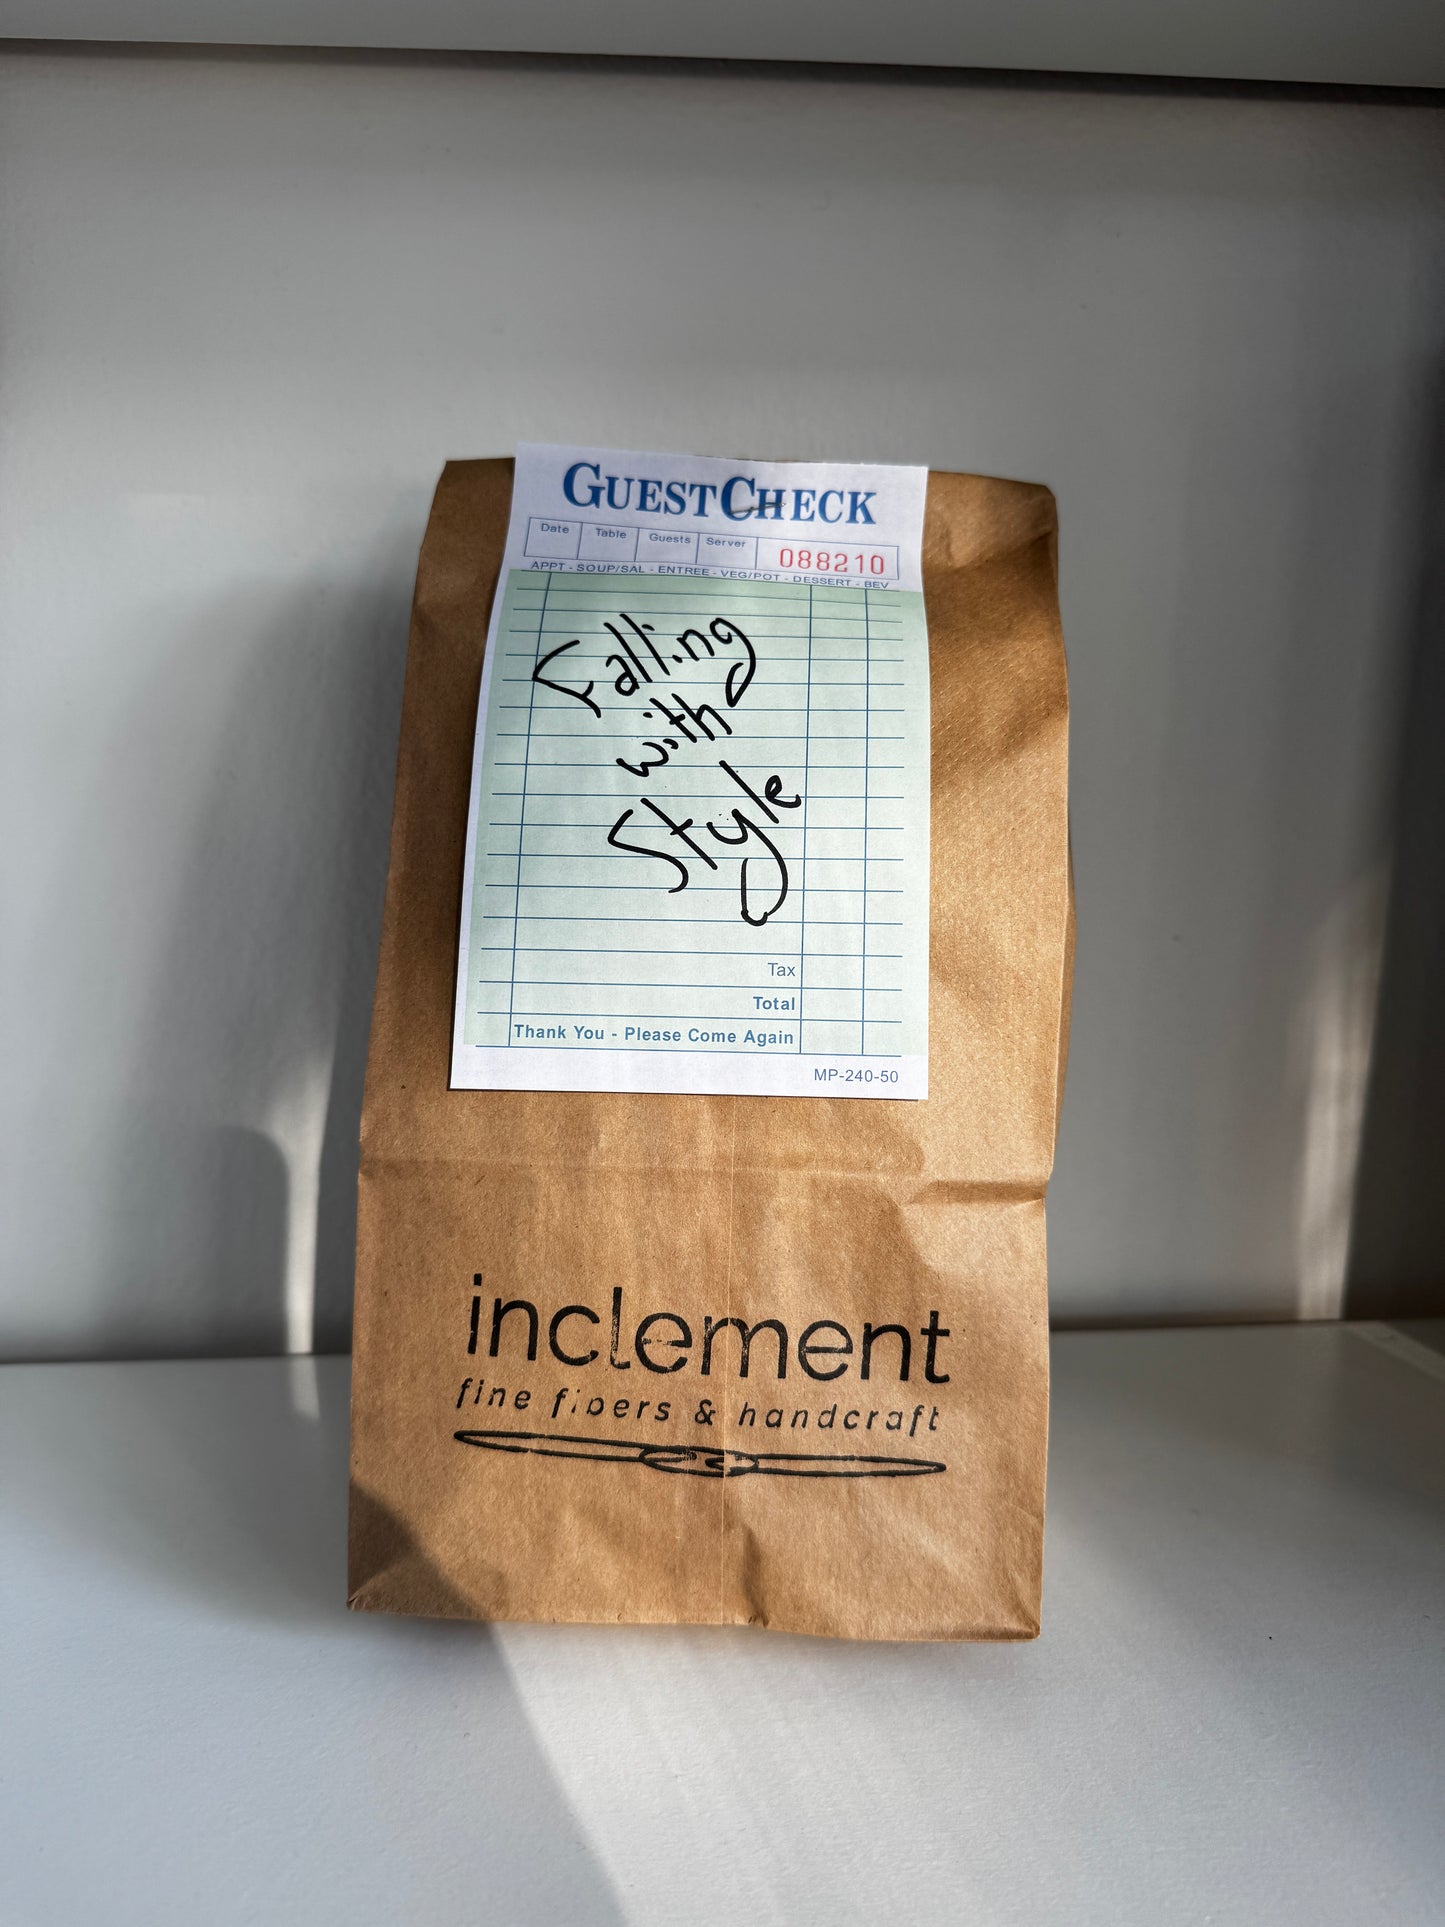 GUESTCHECK
Date Table Guests Server 088210
APPT - SOUP/SAL - ENTREE - VEG/POT - DESSERT - BEV
Falling
with
Style
Tax
Total
Thank You - Please Come Again
MP-240-50
inclement
fine fibers & handcraft